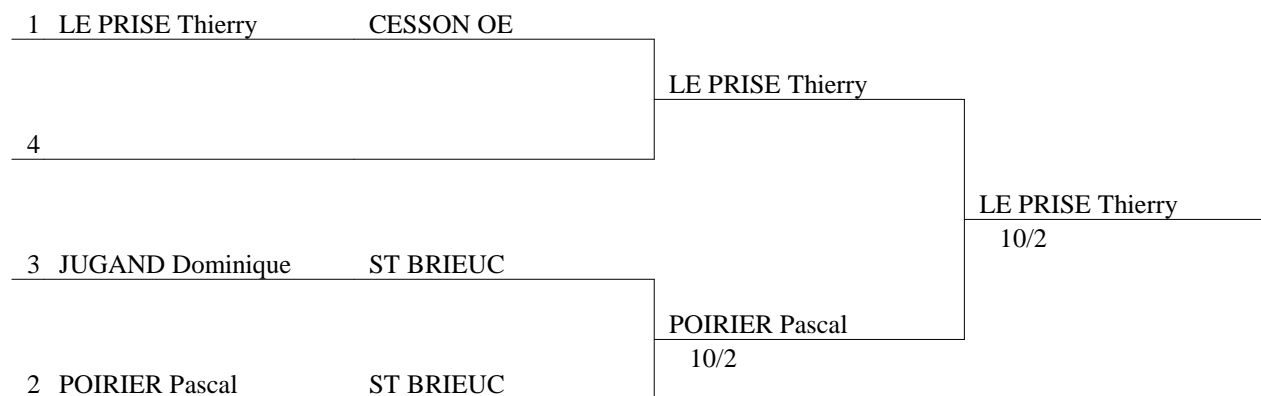 1 LE PRISE Thierry CESSON OE
LE PRISE Thierry
4
LE PRISE Thierry
10/2
3 JUGAND Dominique ST BRIEUC
POIRIER Pascal
10/2
2 POIRIER Pascal ST BRIEUC